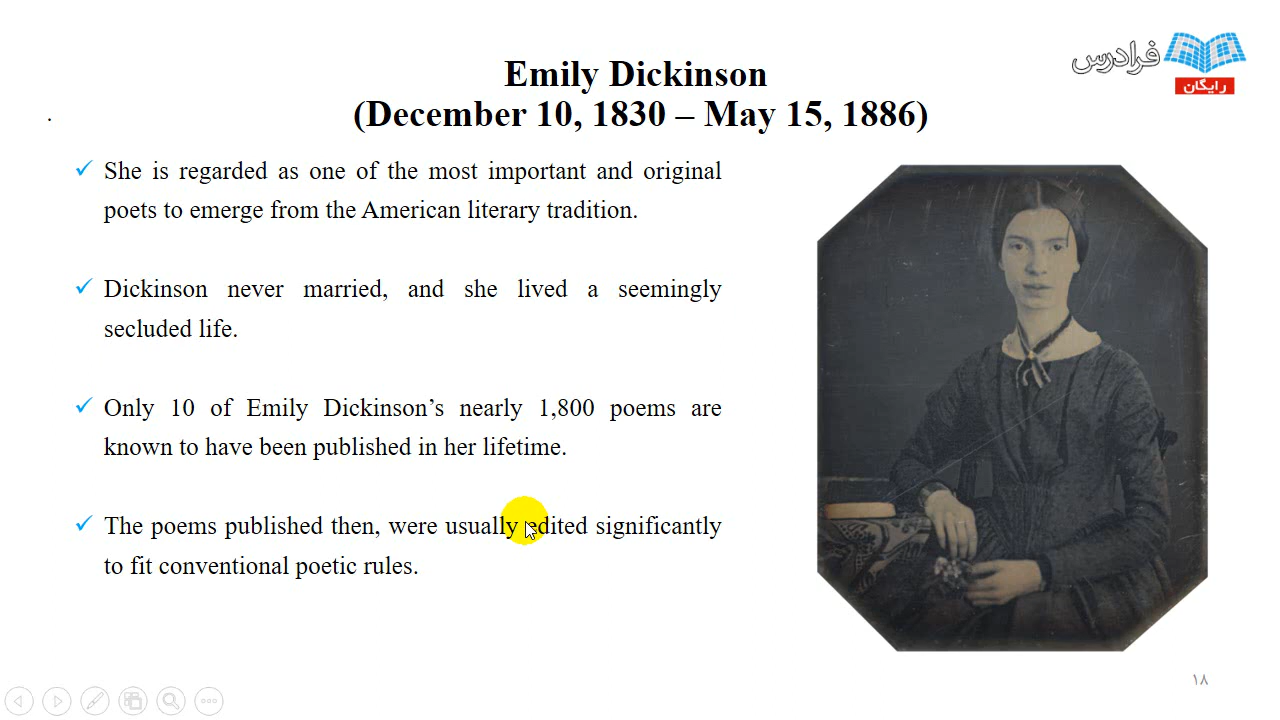 فرادرس
رایگان
Emily Dickinson
(December 10, 1830 – May 15, 1886)
.
✓ She is regarded as one of the most important and original
poets to emerge from the American literary tradition.
✓ Dickinson never married, and she lived a seemingly
secluded life.
✓ Only 10 of Emily Dickinson’s nearly 1,800 poems are
known to have been published in her lifetime.
✓ The poems published then, were usually edited significantly
to fit conventional poetic rules.
۱۸